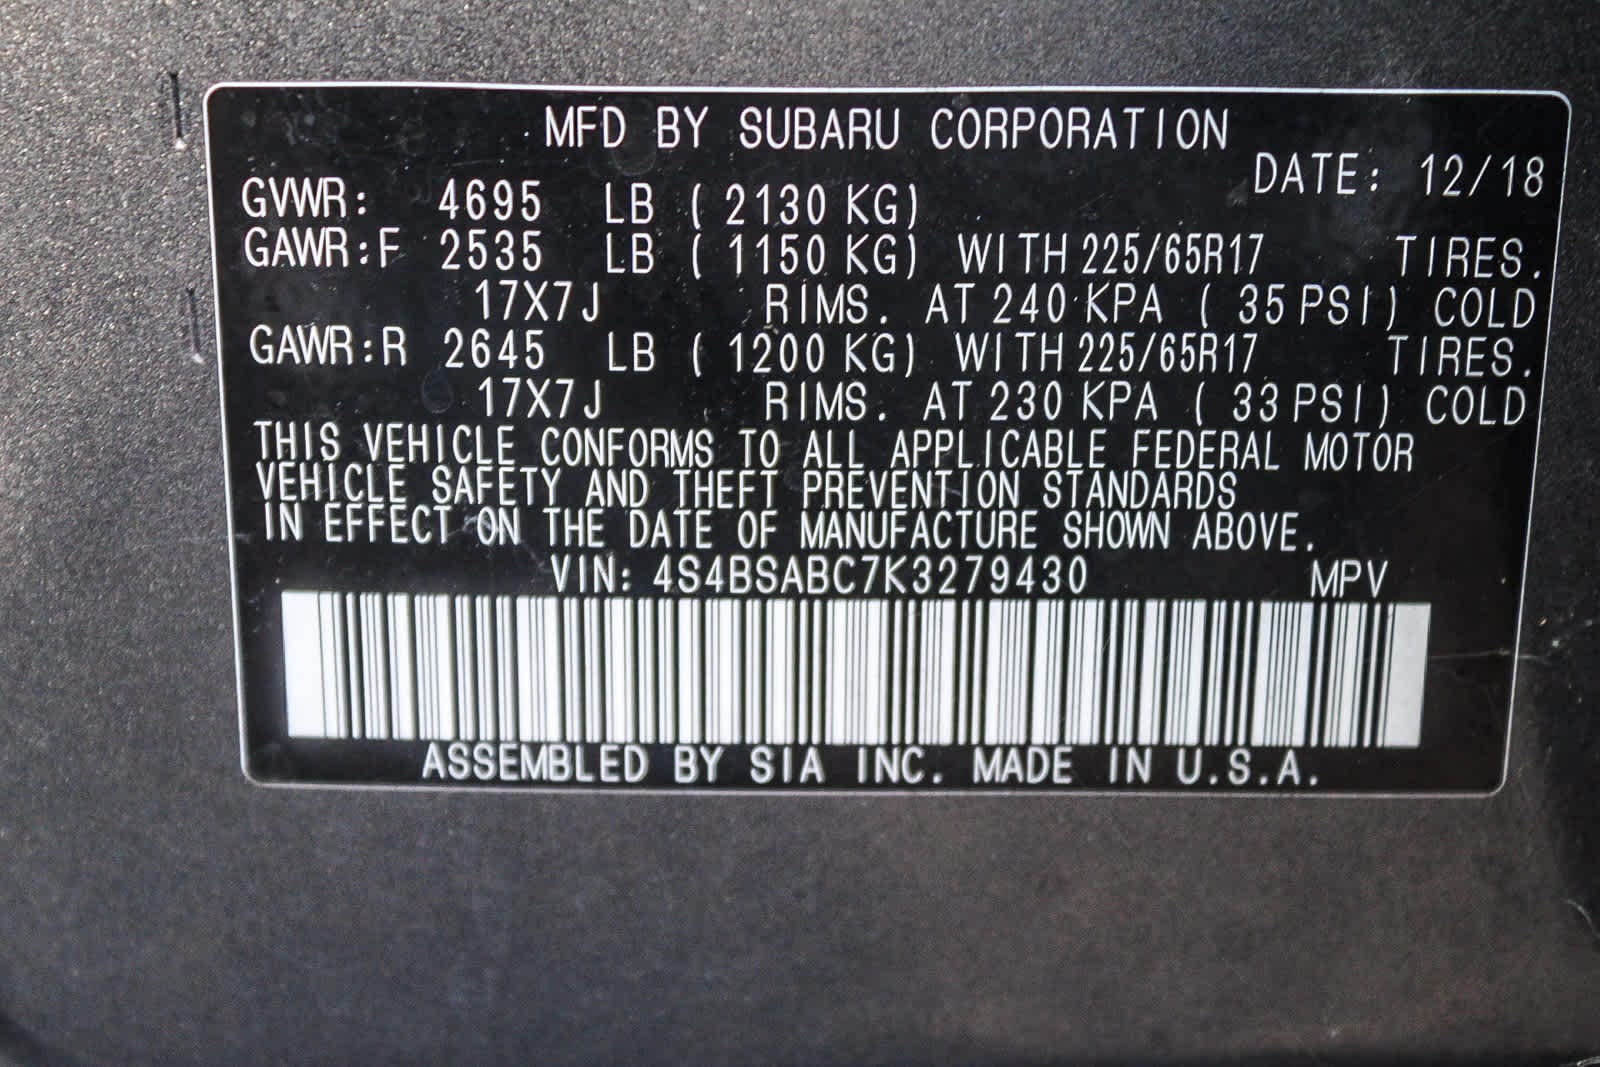 MFD BY SUBARU CORPORATION
DATE: 12/18
GVWR: 4695 LB ( 2130 KG)
GAWR:F 2535 LB ( 1150 KG) WITH 225/65R17 TIRES.
17X7J RIMS. AT 240 KPA ( 35 PSI) COLD
GAWR:R 2645 LB ( 1200 KG) WITH 225/65R17 TIRES.
17X7J RIMS. AT 230 KPA ( 33 PSI) COLD
THIS VEHICLE CONFORMS TO ALL APPLICABLE FEDERAL MOTOR
VEHICLE SAFETY AND THEFT PREVENTION STANDARDS
IN EFFECT ON THE DATE OF MANUFACTURE SHOWN ABOVE.
VIN: 4S4BSABC7K3279430 MPV
ASSEMBLED BY SIA INC. MADE IN U.S.A.